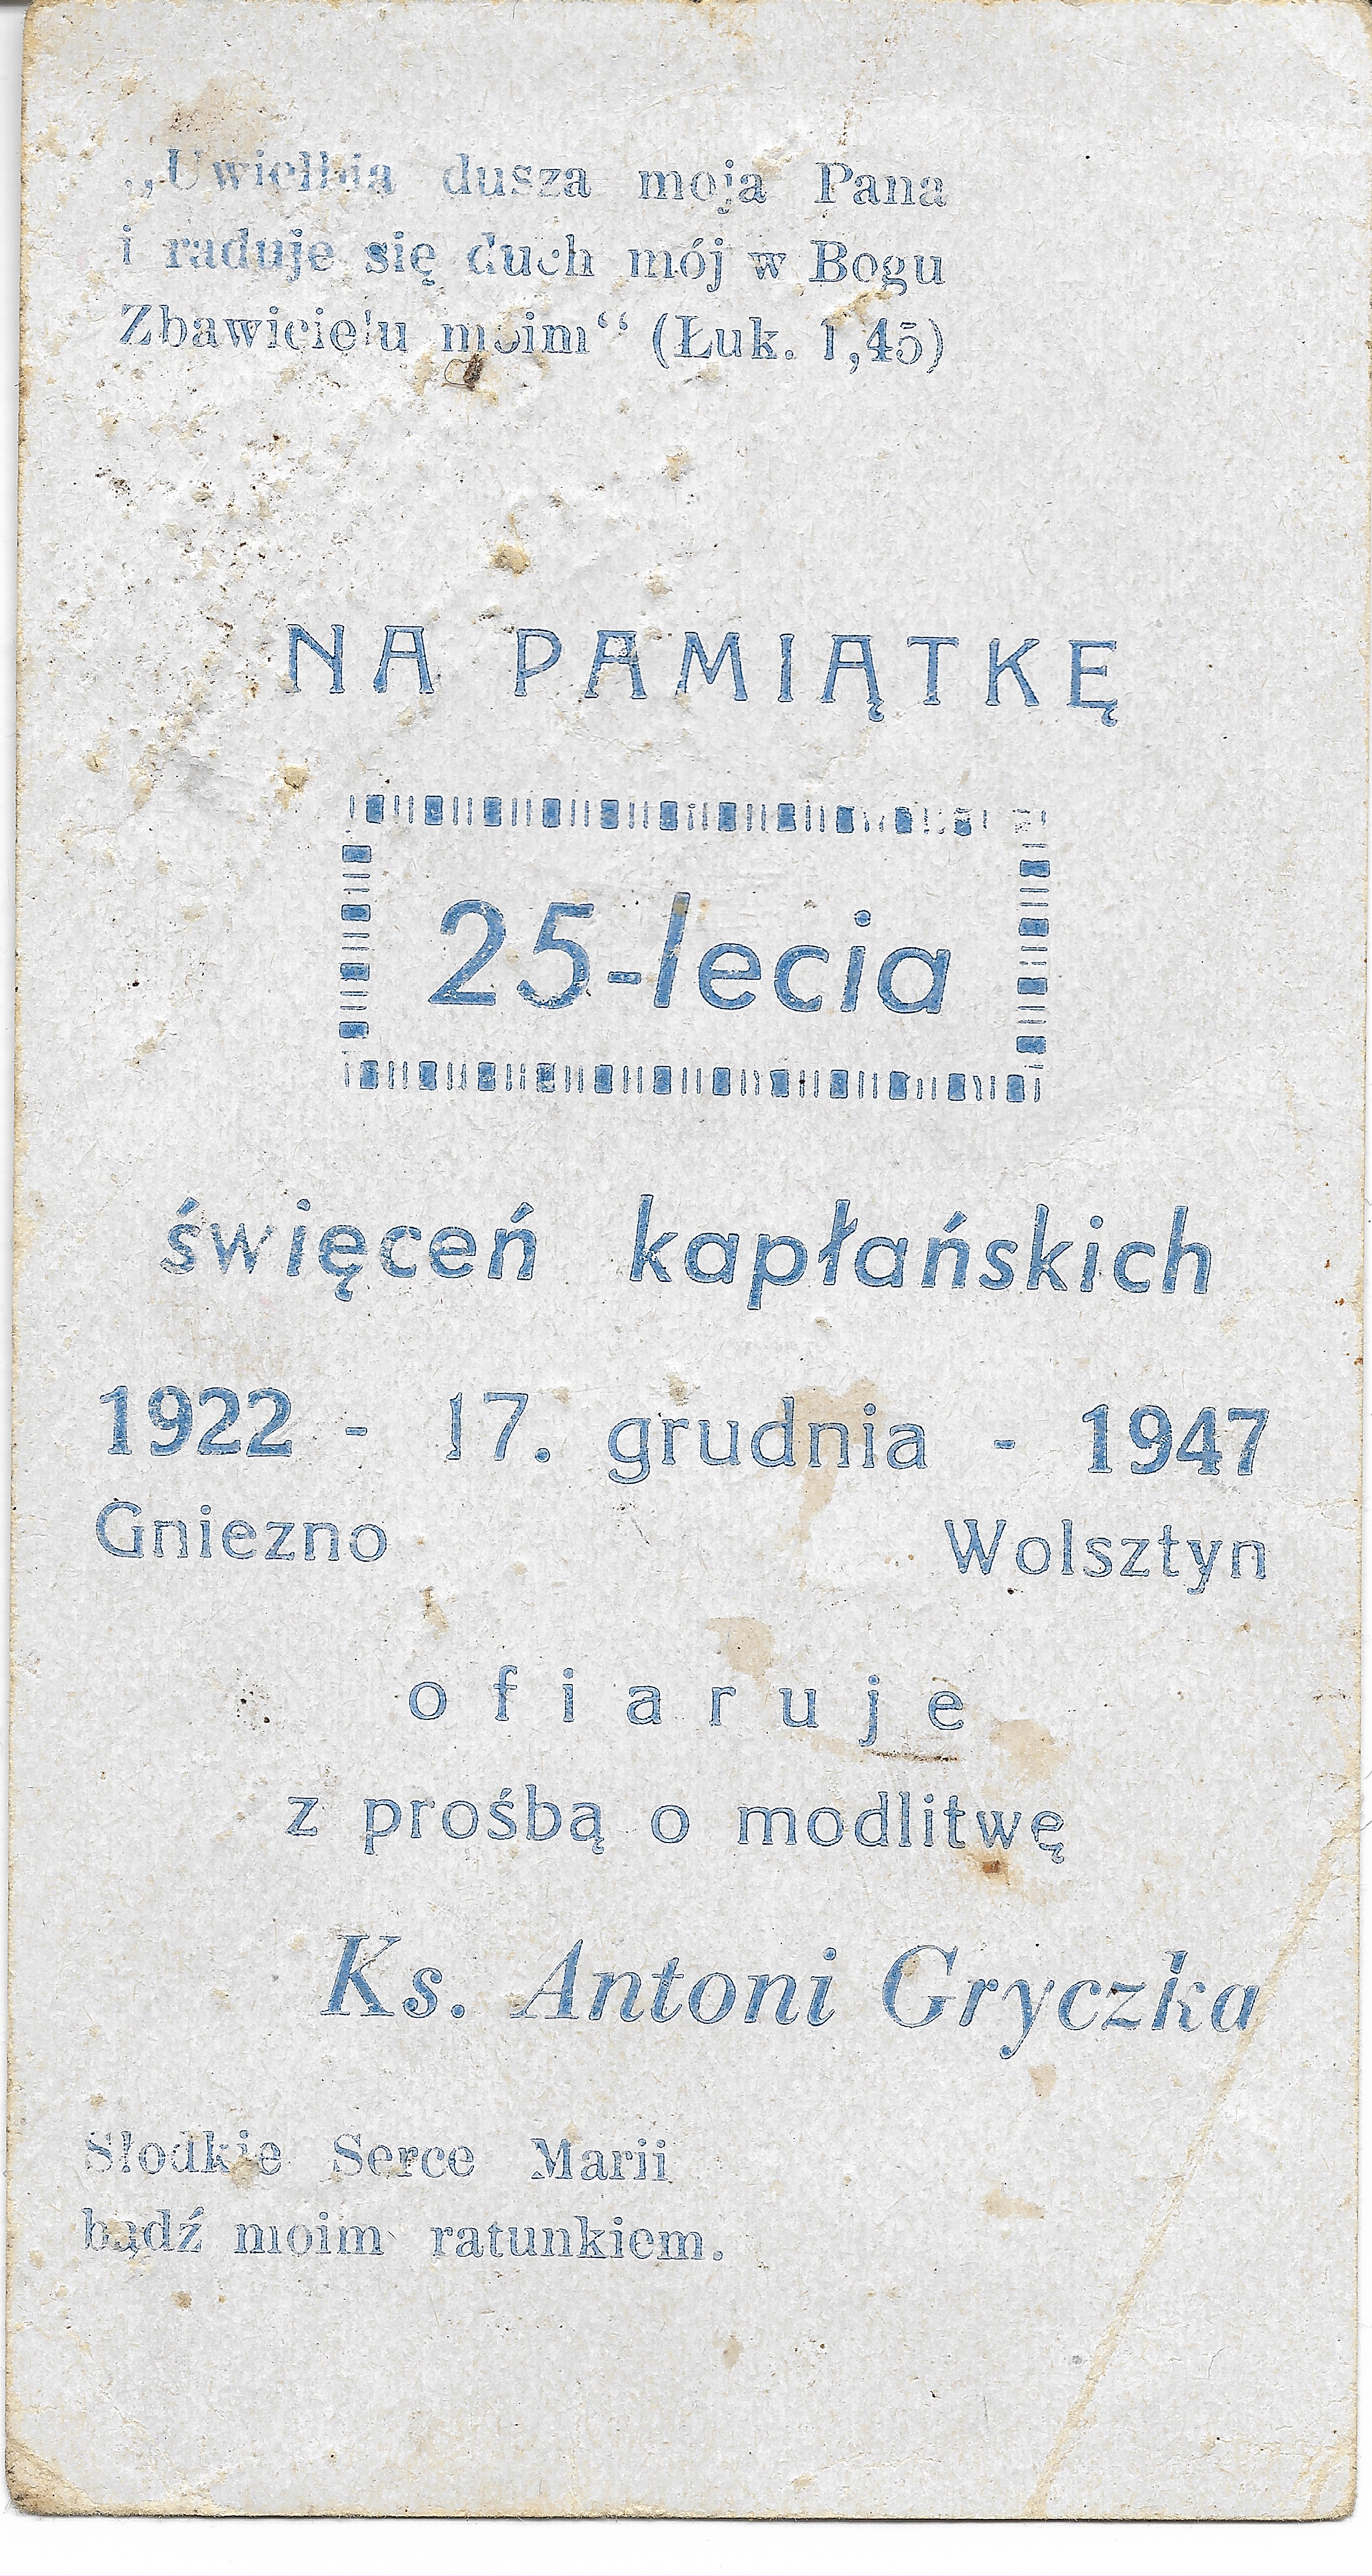 „Uwielbia dusza moja Pana
i raduje się duch mój w Bogu
Zbawicielu moim“ (Łuk. 1,45)
NA PAMIĄTKĘ
25-lecia
święceń kapłańskich
1922 - 17. grudnia - 1947
Gniezno Wolsztyn
ofiaruje
z prośbą o modlitwę
Ks. Antoni Gryczka
Słodkie Serce Marii
bądź moim ratunkiem.